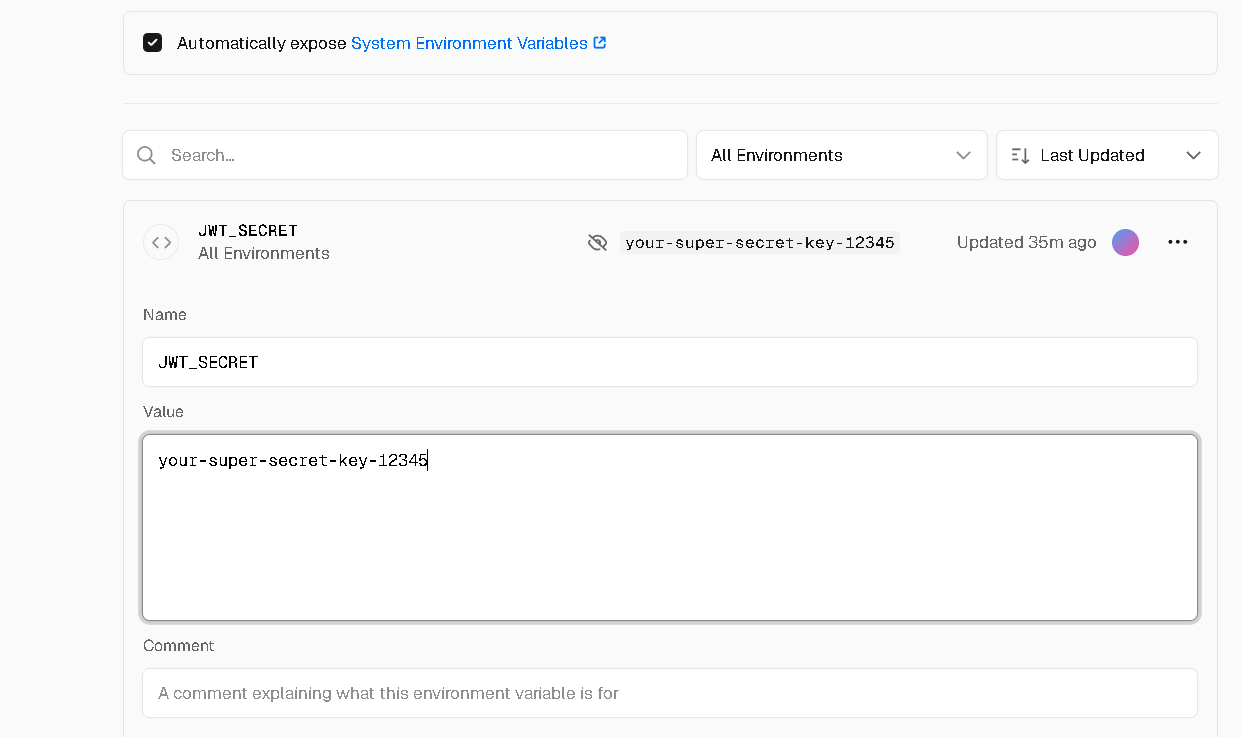 Automatically expose System Environment Variables
Search...
All Environments
Last Updated
JWT_SECRET
All Environments
your-super-secret-key-12345
Updated 35m ago
Name
JWT_SECRET
Value
your-super-secret-key-12345
Comment
A comment explaining what this environment variable is for